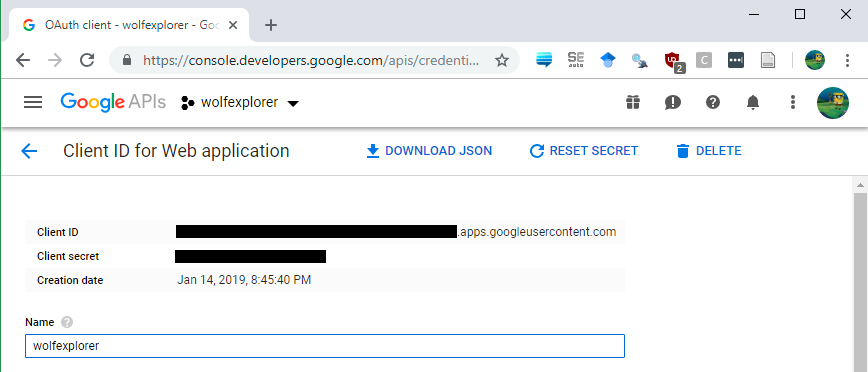 OAuth client - wolfexplorer - Goo
https://console.developers.google.com/apis/credenti...
SE auto
2
C
Google APIs wolfexplorer
Client ID for Web application DOWNLOAD JSON RESET SECRET DELETE
Client ID .apps.googleusercontent.com
Client secret
Creation date Jan 14, 2019, 8:45:40 PM
Name
wolfexplorer